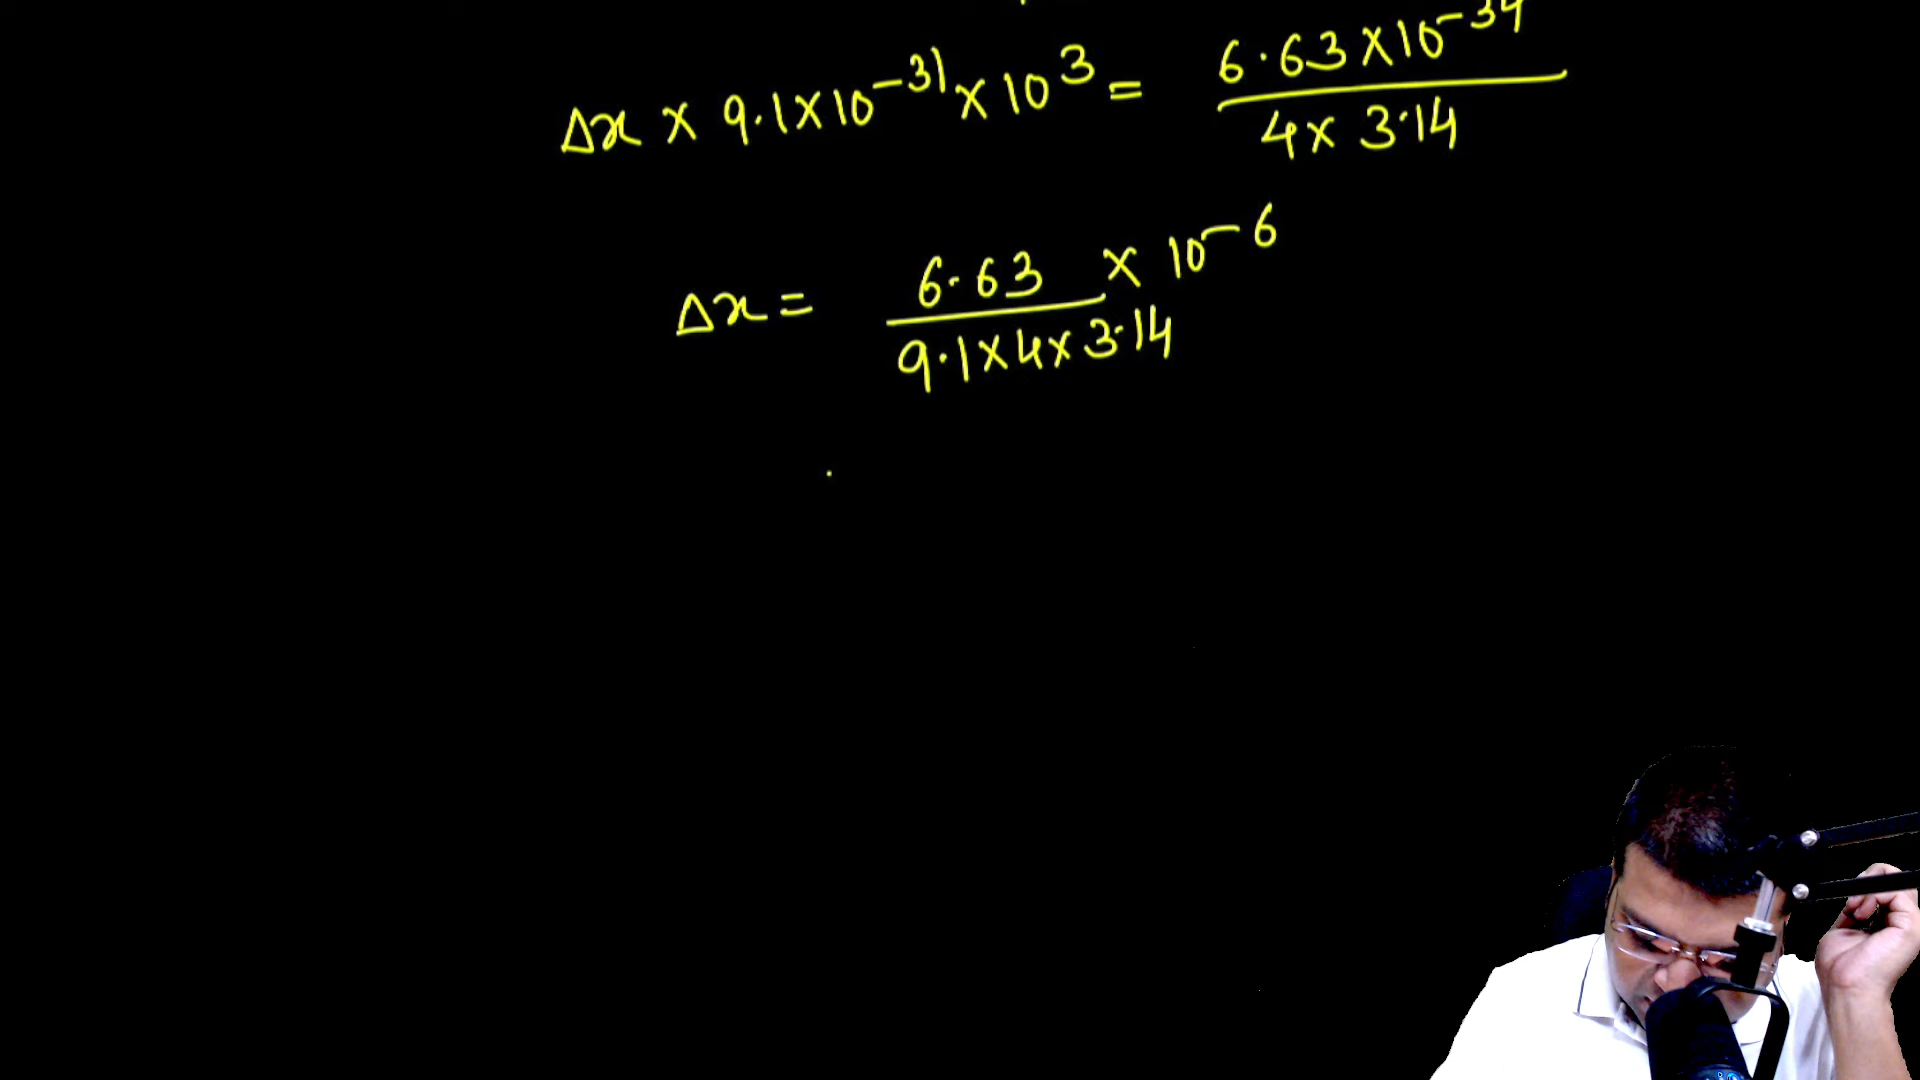 Δx × 9.1×10⁻³¹ × 10³ = 6.63×10⁻³⁴
4× 3.14
Δx = 6.63 × 10⁻⁶
9.1×4×3.14